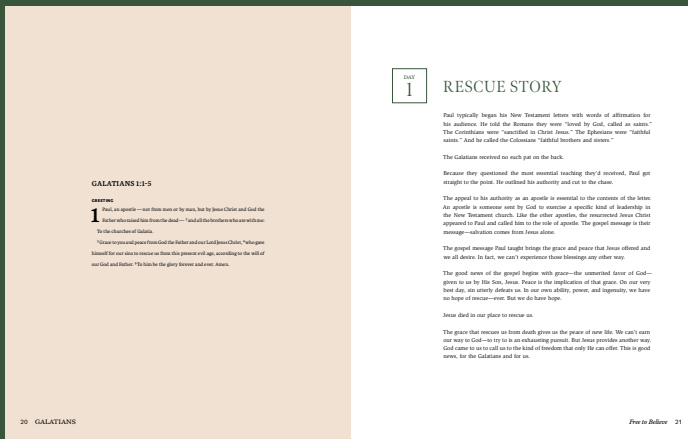 GALATIANS 1:1-5
GREETING
1 Paul, an apostle — not from men or by man, but by Jesus Christ and God the
Father who raised him from the dead — ² and all the brothers who are with me:
To the churches of Galatia.
³ Grace to you and peace from God the Father and our Lord Jesus Christ, ⁴ who gave
himself for our sins to rescue us from this present evil age, according to the will of
our God and Father. ⁵ To him be the glory forever and ever. Amen.
20 GALATIANS
DAY
1
RESCUE STORY
Paul typically began his New Testament letters with words of affirmation for
his audience. He told the Romans they were “loved by God, called as saints.”
The Corinthians were “sanctified in Christ Jesus.” The Ephesians were “faithful
saints.” And he called the Colossians “faithful brothers and sisters.”
The Galatians received no such pat on the back.
Because they questioned the most essential teaching they’d received, Paul got
straight to the point. He outlined his authority and cut to the chase.
The appeal to his authority as an apostle is essential to the contents of the letter.
An apostle is someone sent by God to exercise a specific kind of leadership in
the New Testament church. Like the other apostles, the resurrected Jesus Christ
appeared to Paul and called him to the role of apostle. The gospel message is their
message—salvation comes from Jesus alone.
The gospel message Paul taught brings the grace and peace that Jesus offered and
we all desire. In fact, we can’t experience those blessings any other way.
The good news of the gospel begins with grace—the unmerited favor of God—
given to us by His Son, Jesus. Peace is the implication of that grace. On our very
best day, sin utterly defeats us. In our own ability, power, and ingenuity, we have
no hope of rescue—ever. But we do have hope.
Jesus died in our place to rescue us.
The grace that rescues us from death gives us the peace of new life. We can’t earn
our way to God—to try to is an exhausting pursuit. But Jesus provides another way.
God came to us to call us to the kind of freedom that only He can offer. This is good
news, for the Galatians and for us.
Free to Believe 21